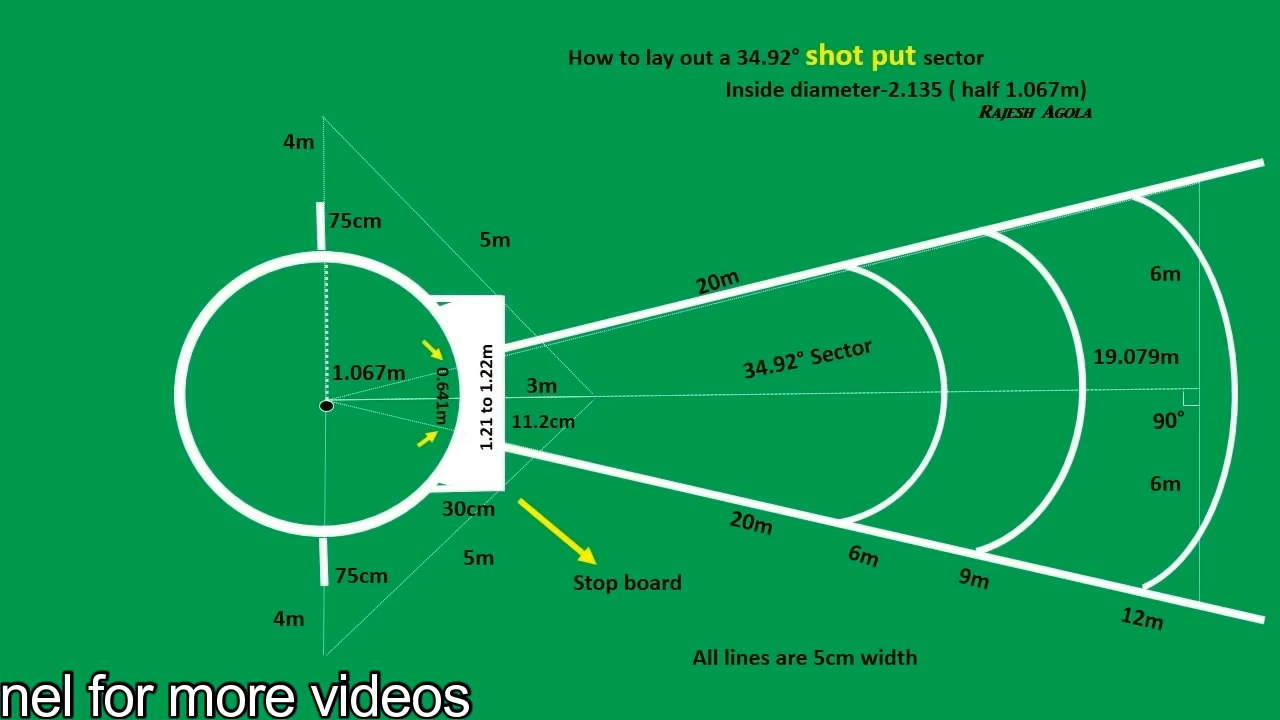 How to lay out a 34.92° shot put sector
Inside diameter-2.135 ( half 1.067m)
Rajesh Agola
4m
75cm
5m
20m
6m
34.92° Sector
19.079m
1.067m
0.641m
1.21 to 1.22m
3m
11.2cm
90°
6m
30cm
20m
5m
6m
9m
12m
75cm
Stop board
4m
All lines are 5cm width
nel for more videos